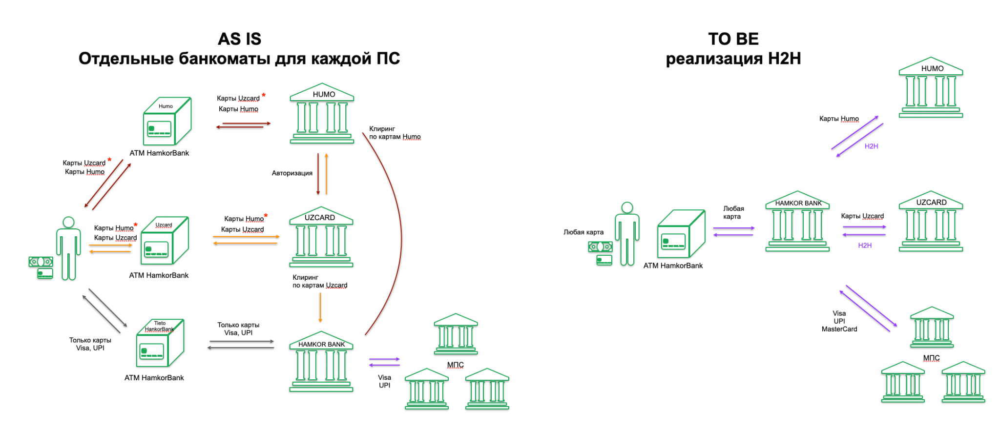 AS IS
Отдельные банкоматы для каждой ПС
Humo
ATM HamkorBank
Карты Uzcard *
Карты Humo
HUMO
Клиринг
по картам Humo
Карты Uzcard *
Карты Humo
Авторизация
Карты Humo *
Карты Uzcard
Uzcard
ATM HamkorBank
Карты Humo *
Карты Uzcard
UZCARD
Клиринг
по картам Uzcard
Только карты
Visa, UPI
Tieto
HankorBank
ATM HamkorBank
Только карты
Visa, UPI
HAMKOR BANK
Visa
UPI
МПС
TO BE
реализация H2H
HUMO
Карты Humo
H2H
Любая карта
ATM HamkorBank
Любая
карта
HAMKOR BANK
Карты Uzcard
H2H
UZCARD
Visa
UPI
MasterCard
МПС